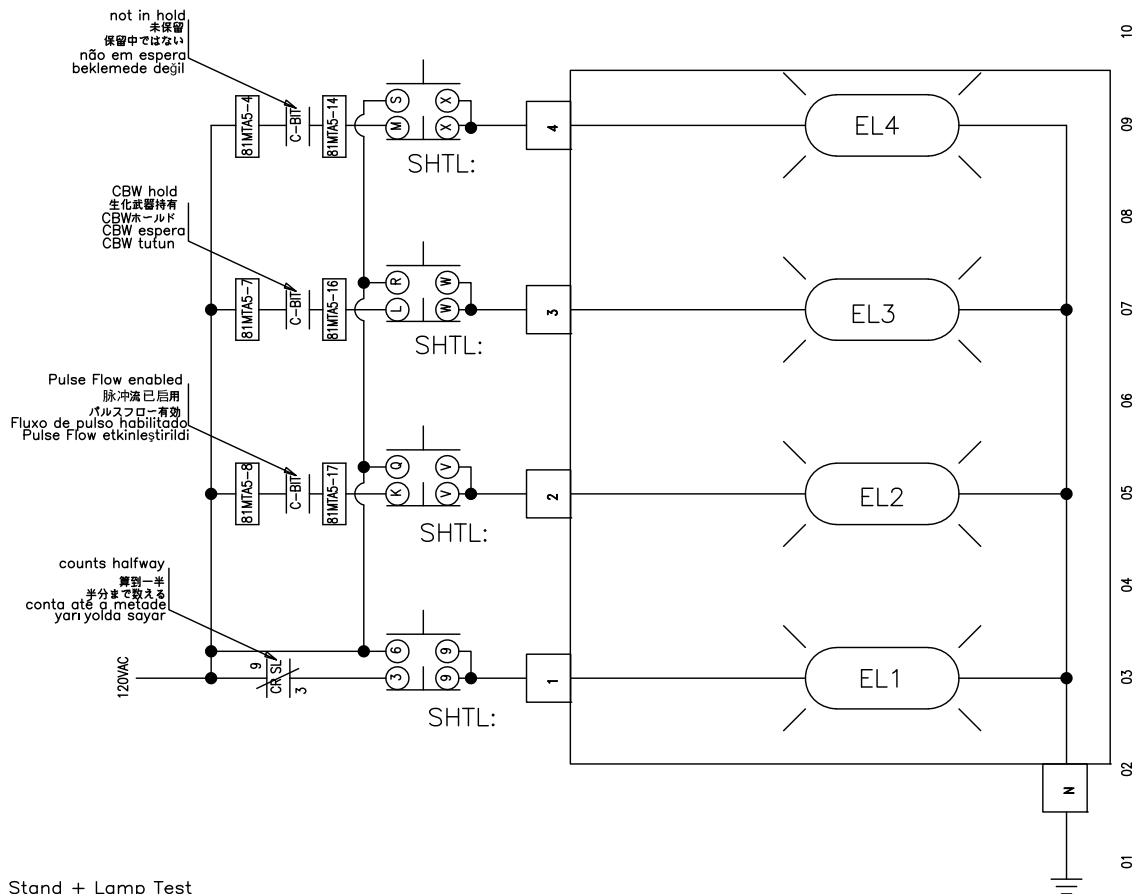 not in hold
未保留
保留中ではない
não em espera
beklemede değil
81MTA5-4
C-BIT
81MTA5-14
S
M
X
X
SHTL:
4
EL4
10
09
08
CBW hold
生化武器持有
CBWホールド
CBW espera
CBW tutun
81MTA5-7
C-BIT
81MTA5-16
R
L
W
W
SHTL:
3
EL3
07
06
Pulse Flow enabled
脉冲流已启用
パルスフロー有効
Fluxo de pulso habilitado
Pulse Flow etkinleştirildi
81MTA5-8
C-BIT
81MTA5-17
Q
K
V
V
SHTL:
2
EL2
05
04
counts halfway
算到一半
半分まで数える
conta até a metade
yarı yolda sayar
120VAC
9
CR SL
3
6
3
9
9
SHTL:
1
EL1
03
02
N
01
Stand + Lamp Test